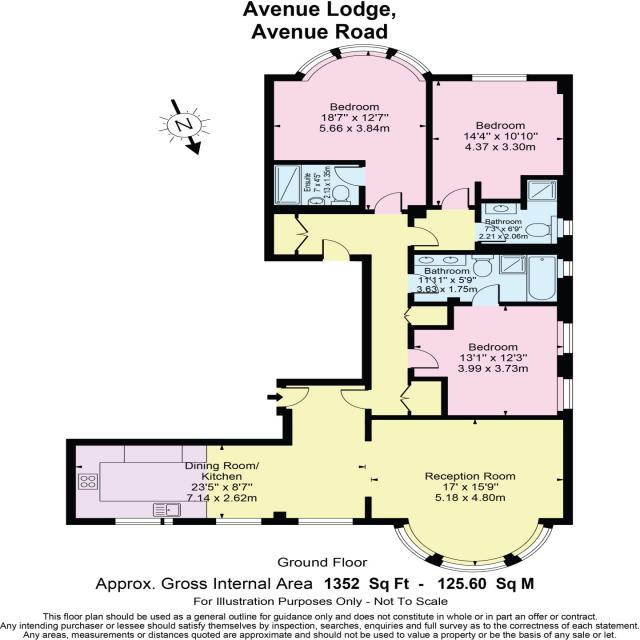 Avenue Lodge,
Avenue Road
N
Bedroom
18'7" x 12'7"
5.66 x 3.84m
Bedroom
14'4" x 10'10"
4.37 x 3.30m
Ensuite
7' x 4'5"
2.13 x 1.35m
Bathroom
7'3" x 6'9"
2.21 x 2.06m
Bathroom
11'11" x 5'9"
3.63 x 1.75m
Bedroom
13'1" x 12'3"
3.99 x 3.73m
Dining Room/
Kitchen
23'5" x 8'7"
7.14 x 2.62m
Reception Room
17' x 15'9"
5.18 x 4.80m
Ground Floor
Approx. Gross Internal Area 1352 Sq Ft - 125.60 Sq M
For Illustration Purposes Only - Not To Scale
This floor plan should be used as a general outline for guidance only and does not constitute in whole or in part an offer or contract.
Any intending purchaser or lessee should satisfy themselves by inspection, searches, enquiries and full survey as to the correctness of each statement.
Any areas, measurements or distances quoted are approximate and should not be used to value a property or be the basis of any sale or let.